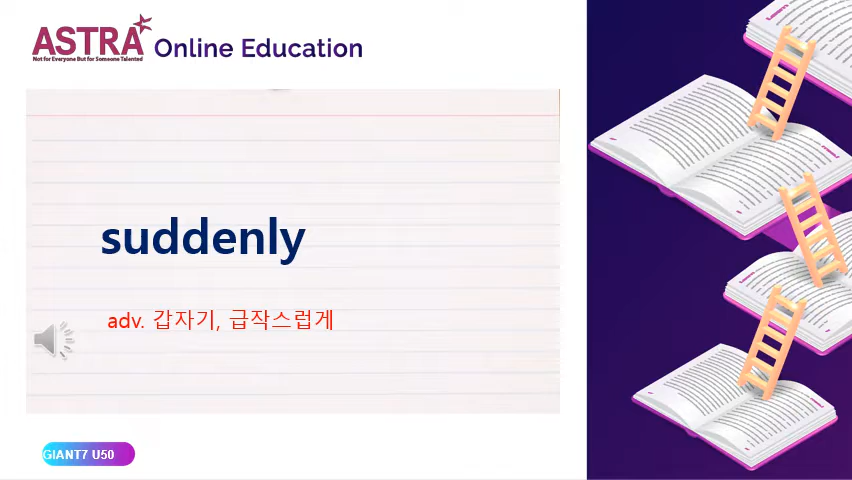 ASTRA Online Education
Not for Everyone But for Someone Talented
suddenly
adv. 갑자기, 급작스럽게
GIANT7 U50